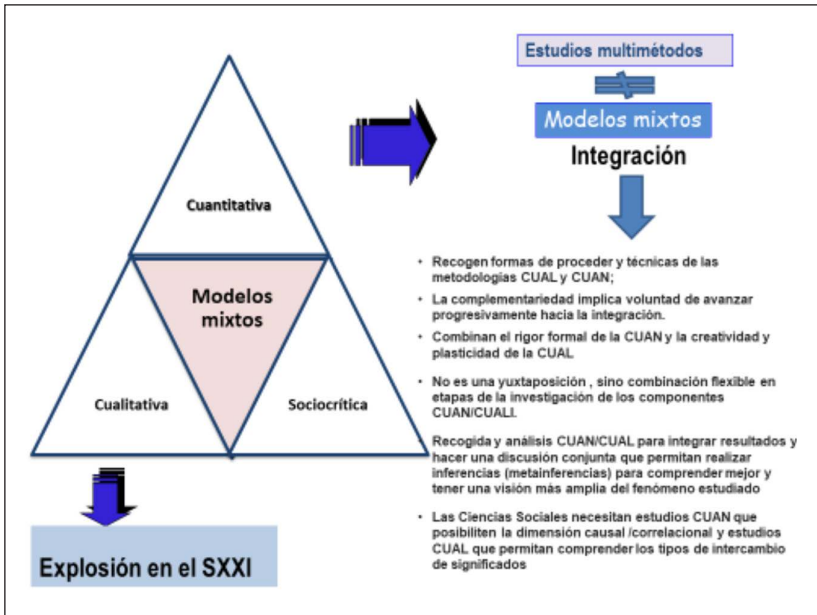 Cuantitativa
Modelos
mixtos
Cualitativa
Sociocrítica
Explosión en el SXXI
Estudios multimétodos
Modelos mixtos
Integración
• Recogen formas de proceder y técnicas de las
metodologías CUAL y CUAN;
• La complementariedad implica voluntad de avanzar
progresivamente hacia la integración.
• Combinan el rigor formal de la CUAN y la creatividad y
plasticidad de la CUAL
• No es una yuxtaposición , sino combinación flexible en
etapas de la investigación de los componentes
CUAN/CUALI.
Recogida y análisis CUAN/CUAL para integrar resultados y
hacer una discusión conjunta que permitan realizar
inferencias (metainferencias) para comprender mejor y
tener una visión más amplia del fenómeno estudiado
• Las Ciencias Sociales necesitan estudios CUAN que
posibiliten la dimensión causal /correlacional y estudios
CUAL que permitan comprender los tipos de intercambio
de significados